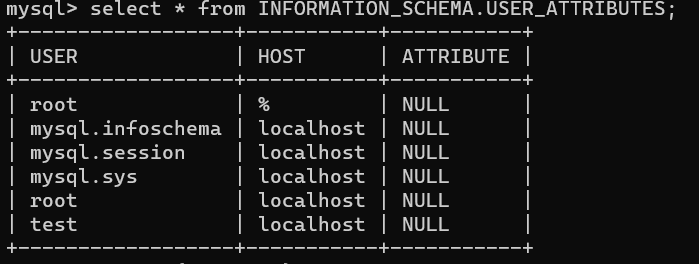 mysql> select * from INFORMATION_SCHEMA.USER_ATTRIBUTES;
+------------------+-----------+-----------+
| USER             | HOST      | ATTRIBUTE |
+------------------+-----------+-----------+
| root             | %         | NULL      |
| mysql.infoschema | localhost | NULL      |
| mysql.session    | localhost | NULL      |
| mysql.sys        | localhost | NULL      |
| root             | localhost | NULL      |
| test             | localhost | NULL      |
+------------------+-----------+-----------+